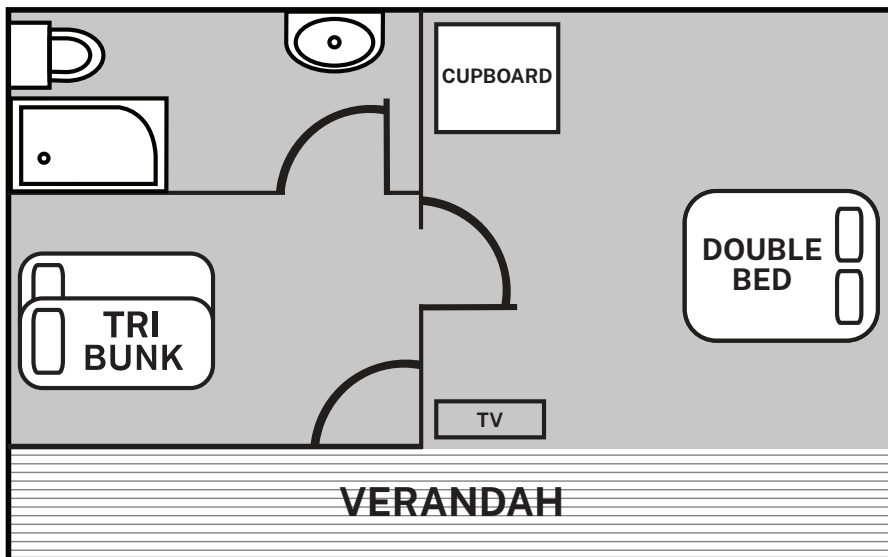 CUPBOARD
DOUBLE
BED
TRI
BUNK
TV
VERANDAH